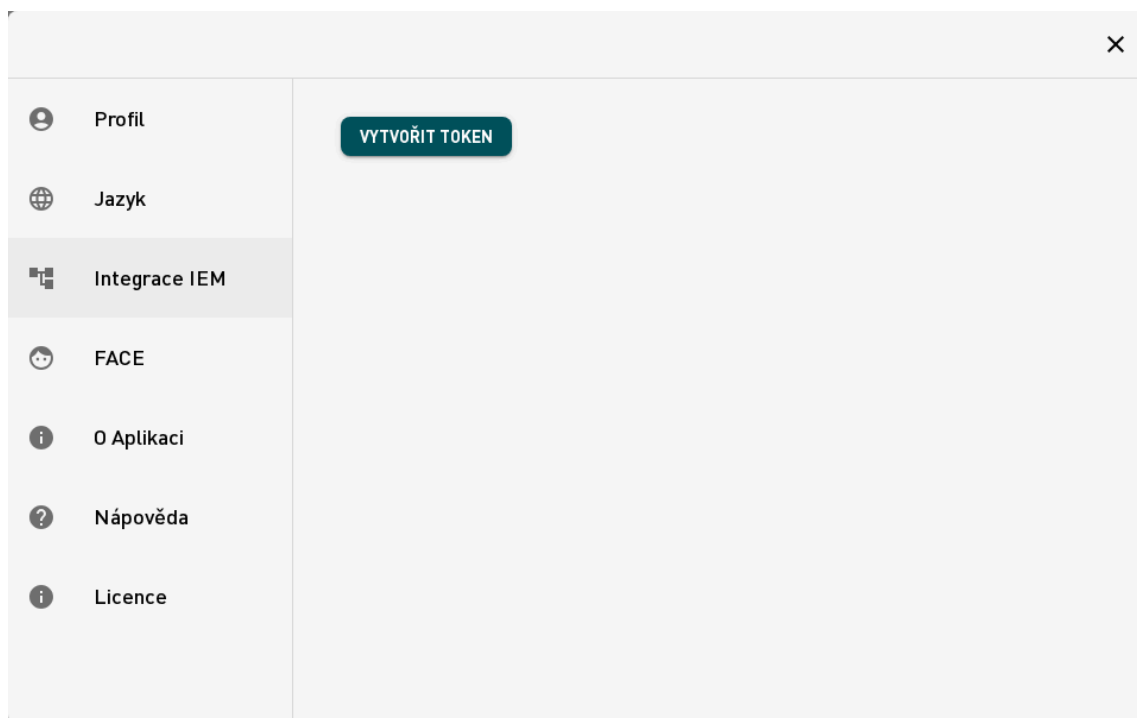 Profil
VYTVOŘIT TOKEN
Jazyk
Integrace IEM
FACE
O Aplikaci
Nápověda
Licence